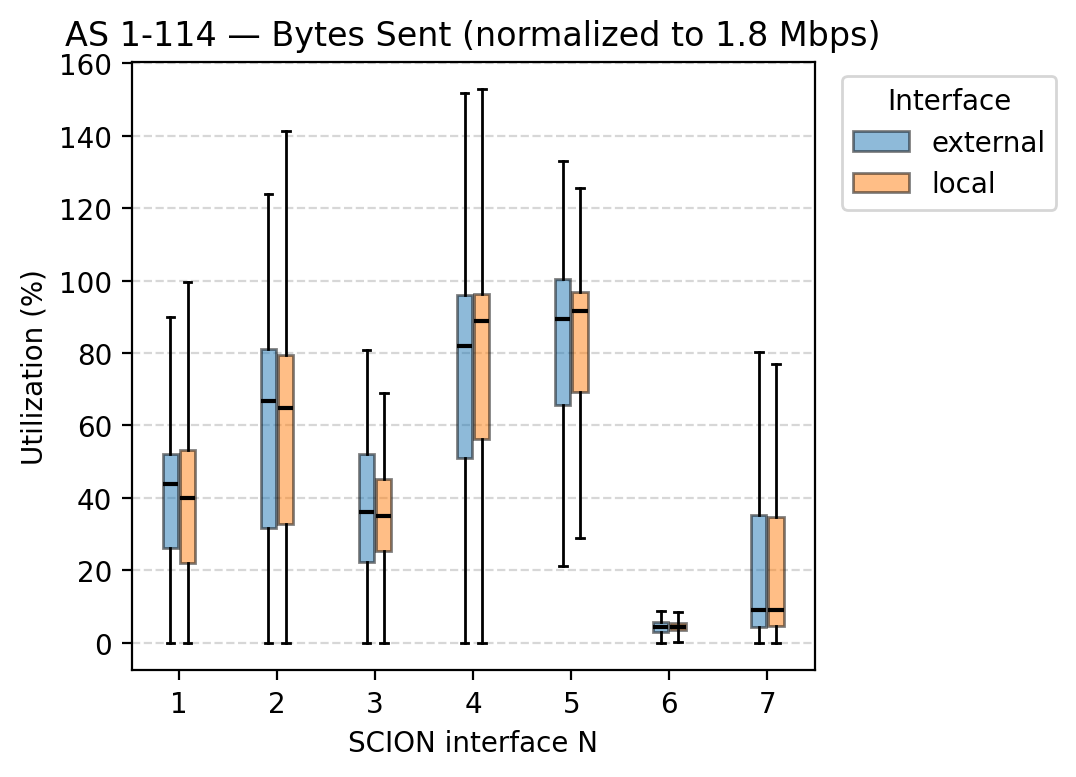 AS 1-114 — Bytes Sent (normalized to 1.8 Mbps)
160
140
120
100
80
60
40
20
0
Utilization (%)
1 2 3 4 5 6 7
SCION interface N
Interface
external
local